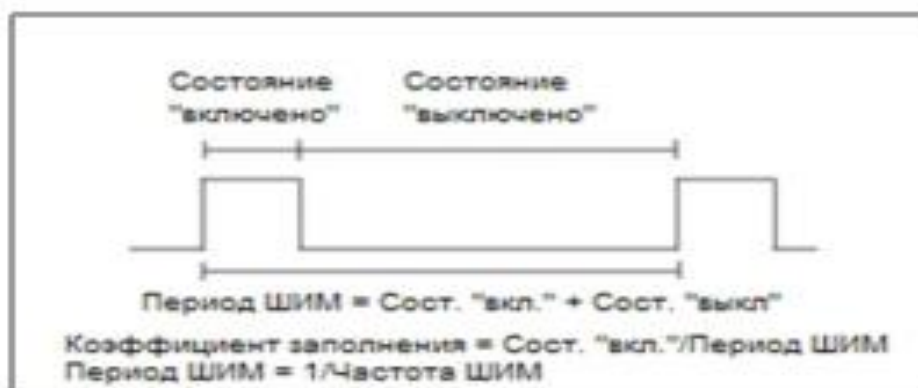 Состояние "включено"
Состояние "выключено"
Период ШИМ = Сост. "вкл." + Сост. "выкл"
Коэффициент заполнения = Сост. "вкл."/Период ШИМ
Период ШИМ = 1/Частота ШИМ